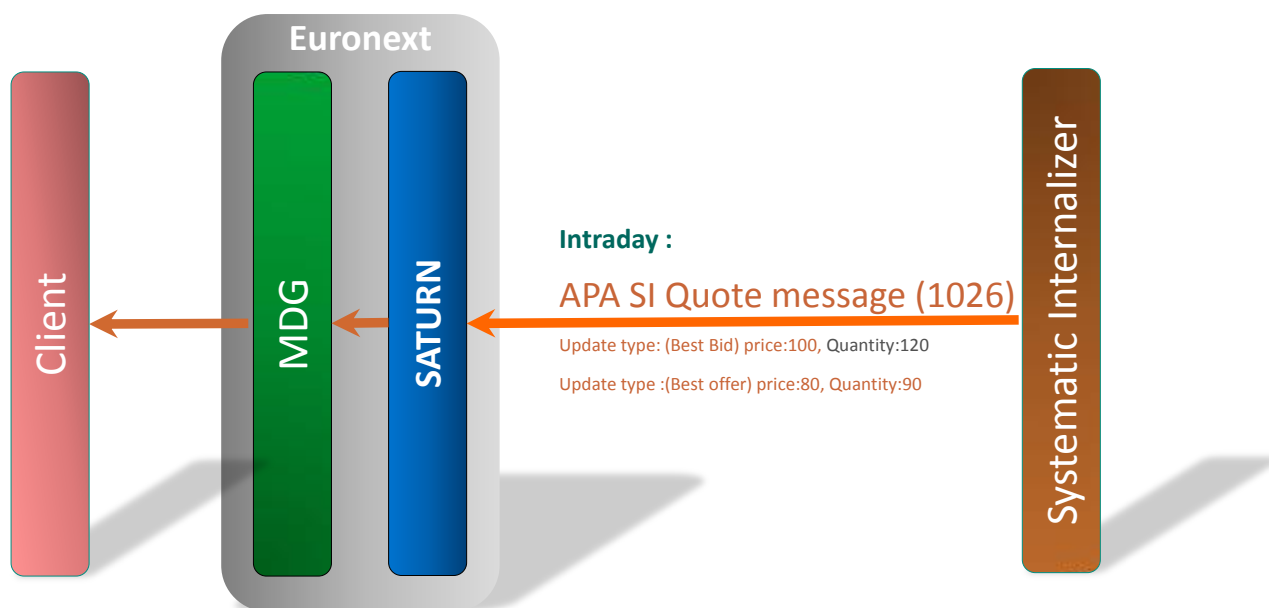 Euronext
Client
MDG
SATURN
Intraday :
APA SI Quote message (1026)
Update type: (Best Bid) price:100, Quantity:120
Update type :(Best offer) price:80, Quantity:90
Systematic Internalizer